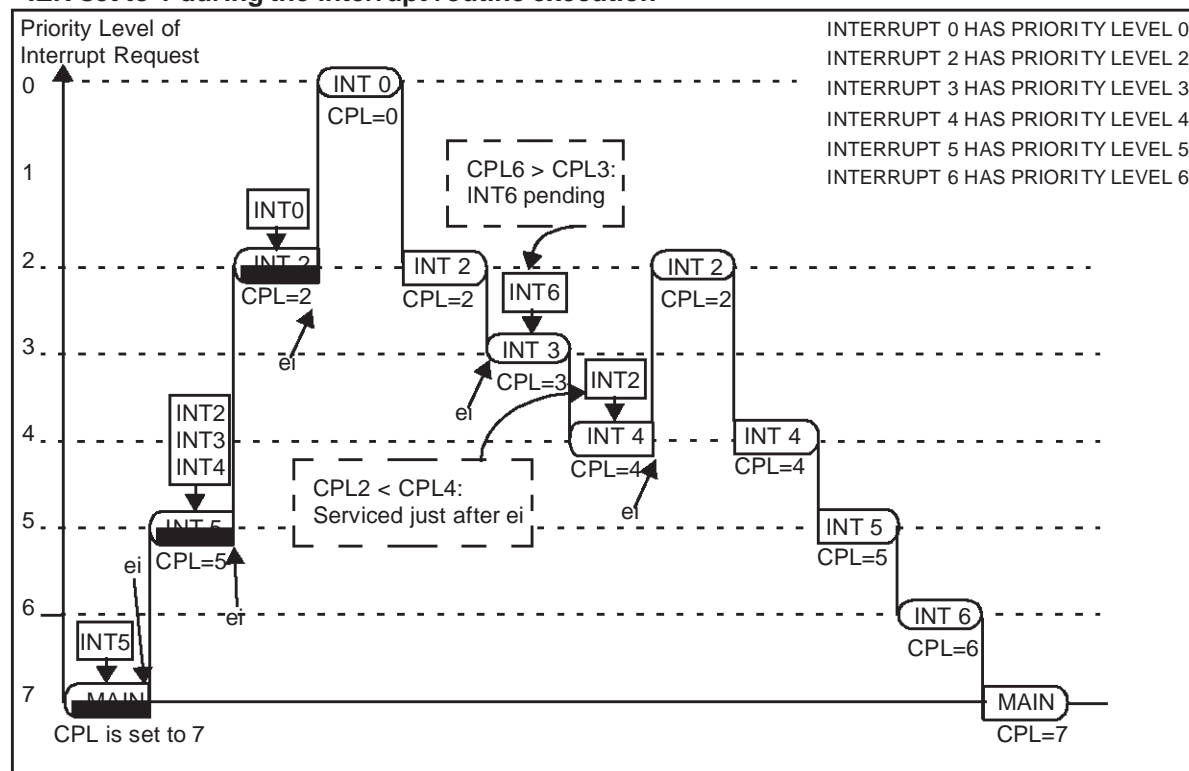 Priority Level of
Interrupt Request
INTERRUPT 0 HAS PRIORITY LEVEL 0
INTERRUPT 2 HAS PRIORITY LEVEL 2
INTERRUPT 3 HAS PRIORITY LEVEL 3
INTERRUPT 4 HAS PRIORITY LEVEL 4
INTERRUPT 5 HAS PRIORITY LEVEL 5
INTERRUPT 6 HAS PRIORITY LEVEL 6
0
INT 0
CPL=0
1
CPL6 > CPL3:
INT6 pending
INT0
2
INT 2
CPL=2
INT 2
CPL=2
INT6
INT 2
CPL=2
ei
3
INT 3
CPL=3
ei
INT2
INT2
INT3
INT4
4
INT 4
CPL=4
INT 4
CPL=4
CPL2 < CPL4:
Serviced just after ei
ei
5
INT 5
CPL=5
INT 5
CPL=5
ei
ei
6
INT 6
CPL=6
INT5
7
MAIN
CPL is set to 7
MAIN
CPL=7